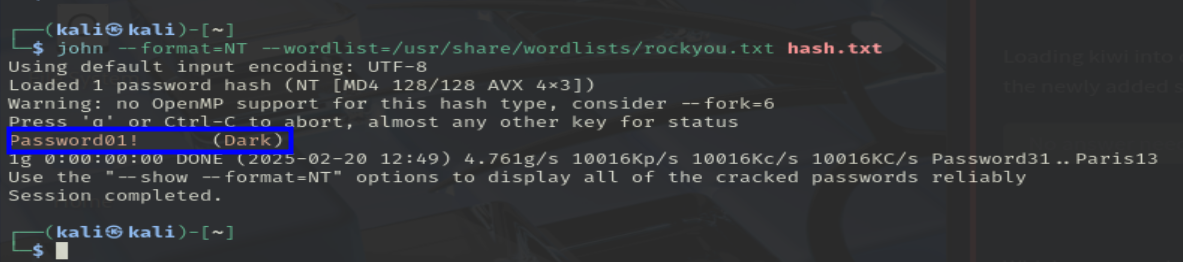 ┌──(kali㉿kali)-[~]
└─$ john --format=NT --wordlist=/usr/share/wordlists/rockyou.txt hash.txt
Using default input encoding: UTF-8
Loaded 1 password hash (NT [MD4 128/128 AVX 4×3])
Warning: no OpenMP support for this hash type, consider --fork=6
Press 'q' or Ctrl-C to abort, almost any other key for status
Password01!      (Dark)
1g 0:00:00:00 DONE (2025-02-20 12:49) 4.761g/s 10016Kp/s 10016Kc/s 10016KC/s Password31..Paris13
Use the "--show --format=NT" options to display all of the cracked passwords reliably
Session completed.
┌──(kali㉿kali)-[~]
└─$
Loading kiwi into
the newly added